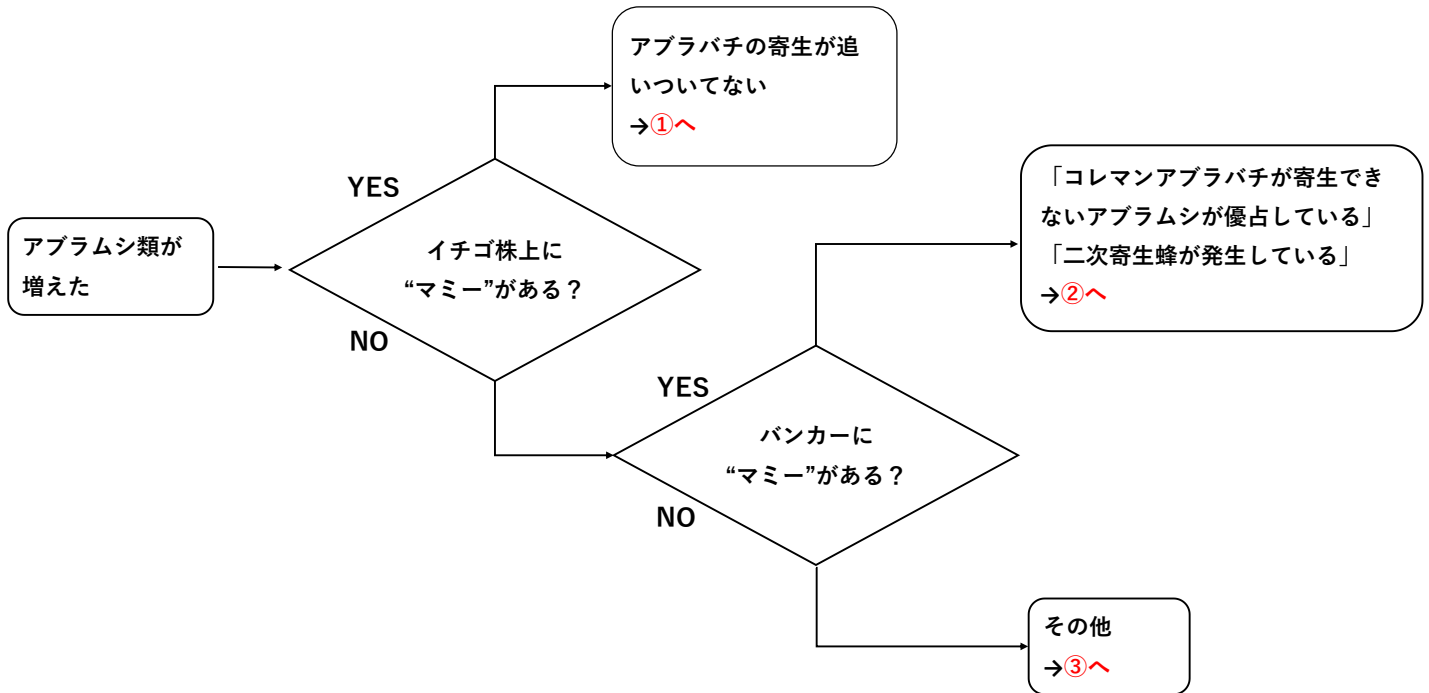 アブラバチの寄生が追
いついてない
→①へ
YES
アブラムシ類が
増えた
イチゴ株上に
“マミー”がある？
NO
「コレマンアブラバチが寄生でき
ないアブラムシが優占している」
「二次寄生蜂が発生している」
→②へ
YES
バンカーに
“マミー”がある？
NO
その他
→③へ